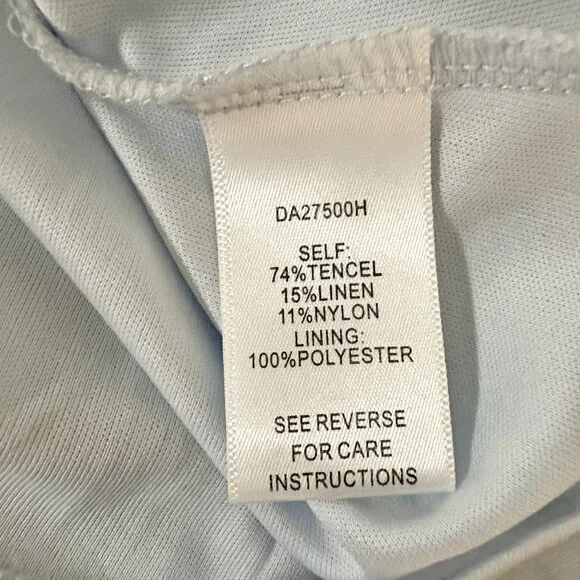 DA27500H
SELF:
74%TENCEL
15%LINEN
11%NYLON
LINING:
100%POLYESTER
SEE REVERSE
FOR CARE
INSTRUCTIONS